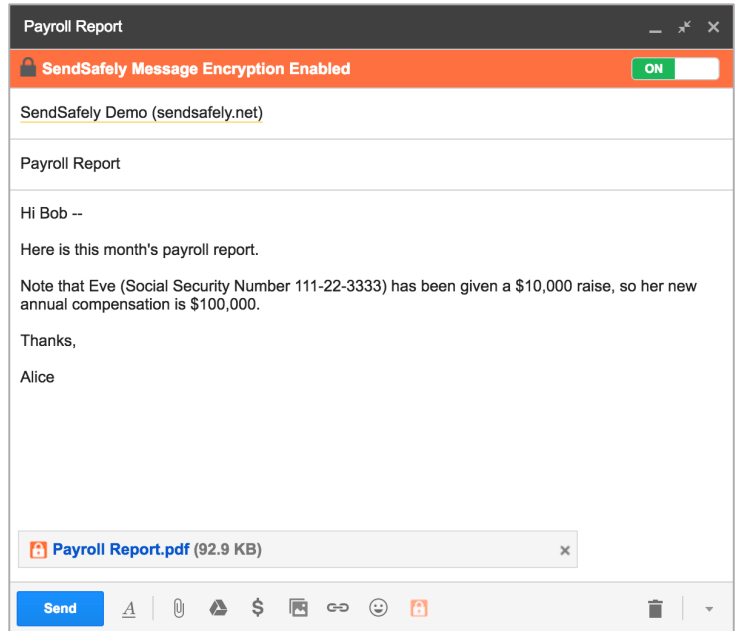 Payroll Report
SendSafely Message Encryption Enabled
ON
SendSafely Demo (sendsafely.net)
Payroll Report
Hi Bob --
Here is this month's payroll report.
Note that Eve (Social Security Number 111-22-3333) has been given a $10,000 raise, so her new
annual compensation is $100,000.
Thanks,
Alice
Payroll Report.pdf (92.9 KB)
Send A $